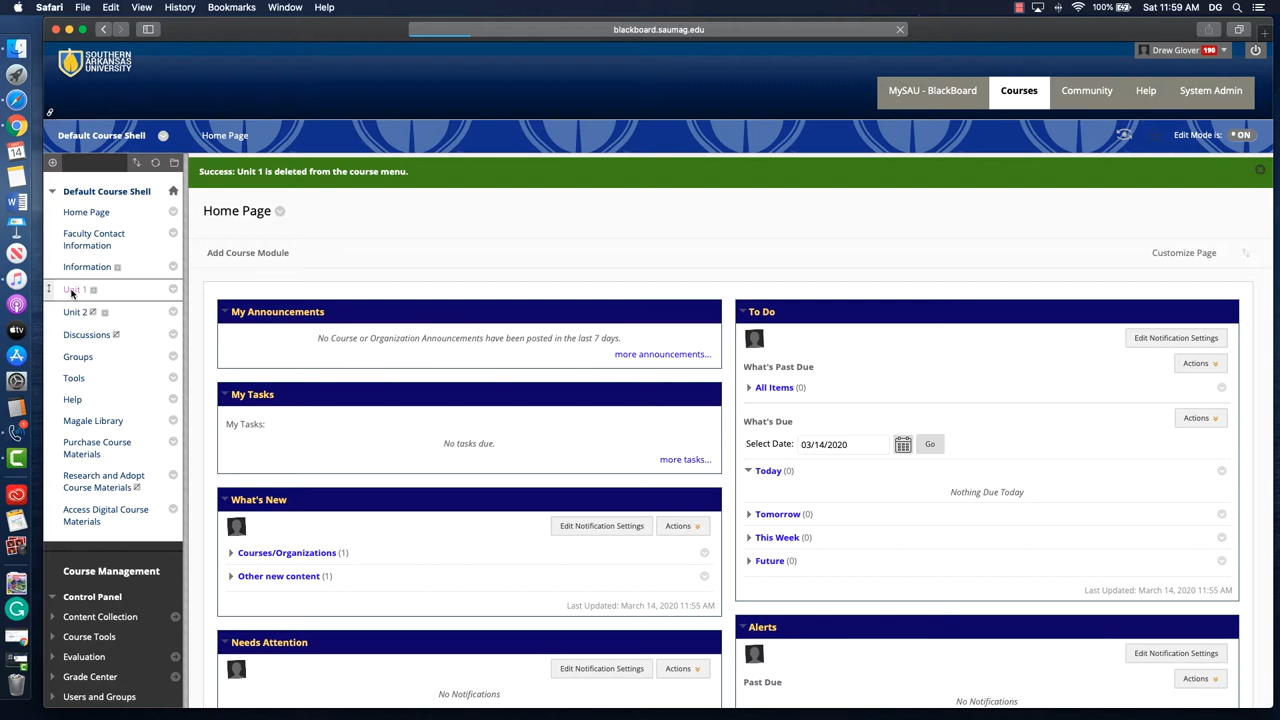 Safari File Edit View History Bookmarks Window Help
100% Sat 11:59 AM
blackboard.saumag.edu
SOUTHERN
ARKANSAS
UNIVERSITY
Drew Glover 190
MySAU - BlackBoard Courses Community Help System Admin
Default Course Shell Home Page Edit Mode is: ON
Success: Unit 1 is deleted from the course menu.
Default Course Shell
Home Page
Faculty Contact
Information
Information
Unit 1
Unit 2
Discussions
Groups
Tools
Help
Magale Library
Purchase Course
Materials
Research and Adopt
Course Materials
Access Digital Course
Materials
Course Management
Control Panel
Content Collection
Course Tools
Evaluation
Grade Center
Users and Groups
Home Page
Add Course Module Customize Page
My Announcements
No Course or Organization Announcements have been posted in the last 7 days.
more announcements...
My Tasks
My Tasks:
No tasks due.
more tasks...
What's New
Edit Notification Settings Actions
Courses/Organizations (1)
Other new content (1)
Last Updated: March 14, 2020 11:55 AM
Needs Attention
Edit Notification Settings Actions
No Notifications
To Do
Edit Notification Settings
What's Past Due Actions
All Items (0)
What's Due Actions
Select Date: 03/14/2020 Go
Today (0)
Nothing Due Today
Tomorrow (0)
This Week (0)
Future (0)
Last Updated: March 14, 2020 11:55 AM
Alerts
Edit Notification Settings
Past Due Actions
No Notifications